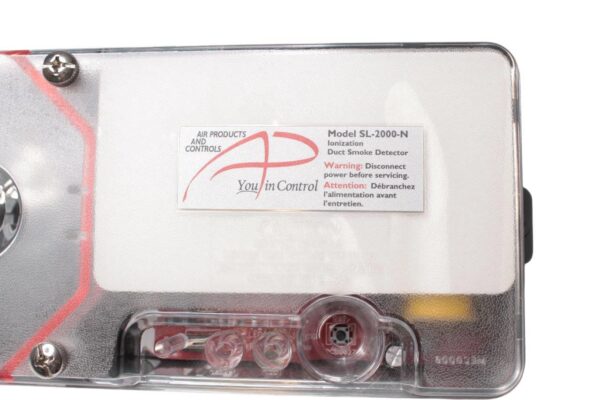 AIR PRODUCTS
AND
CONTROLS
AP
You in Control
Model SL-2000-N
Ionization
Duct Smoke Detector
Warning: Disconnect
power before servicing.
Attention: Débranchez
l'alimentation avant
l'entretien.